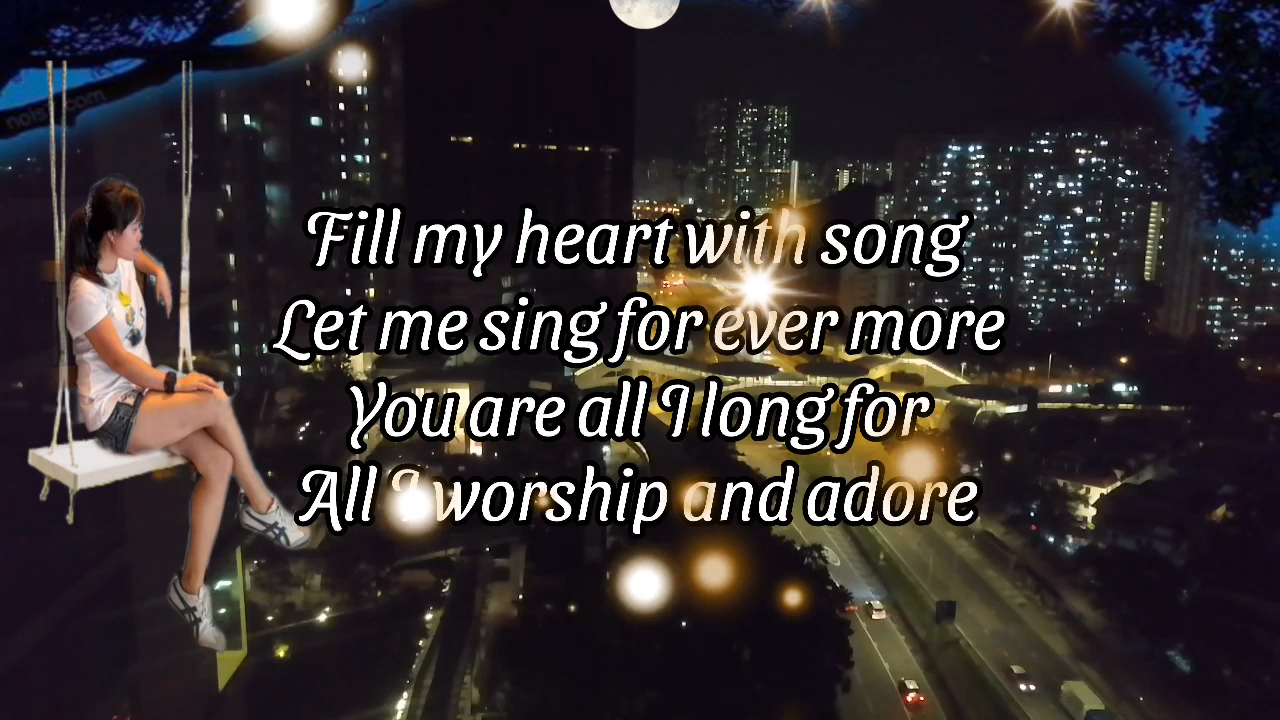 Fill my heart with song
Let me sing for ever more
You are all I long for
All I worship and adore